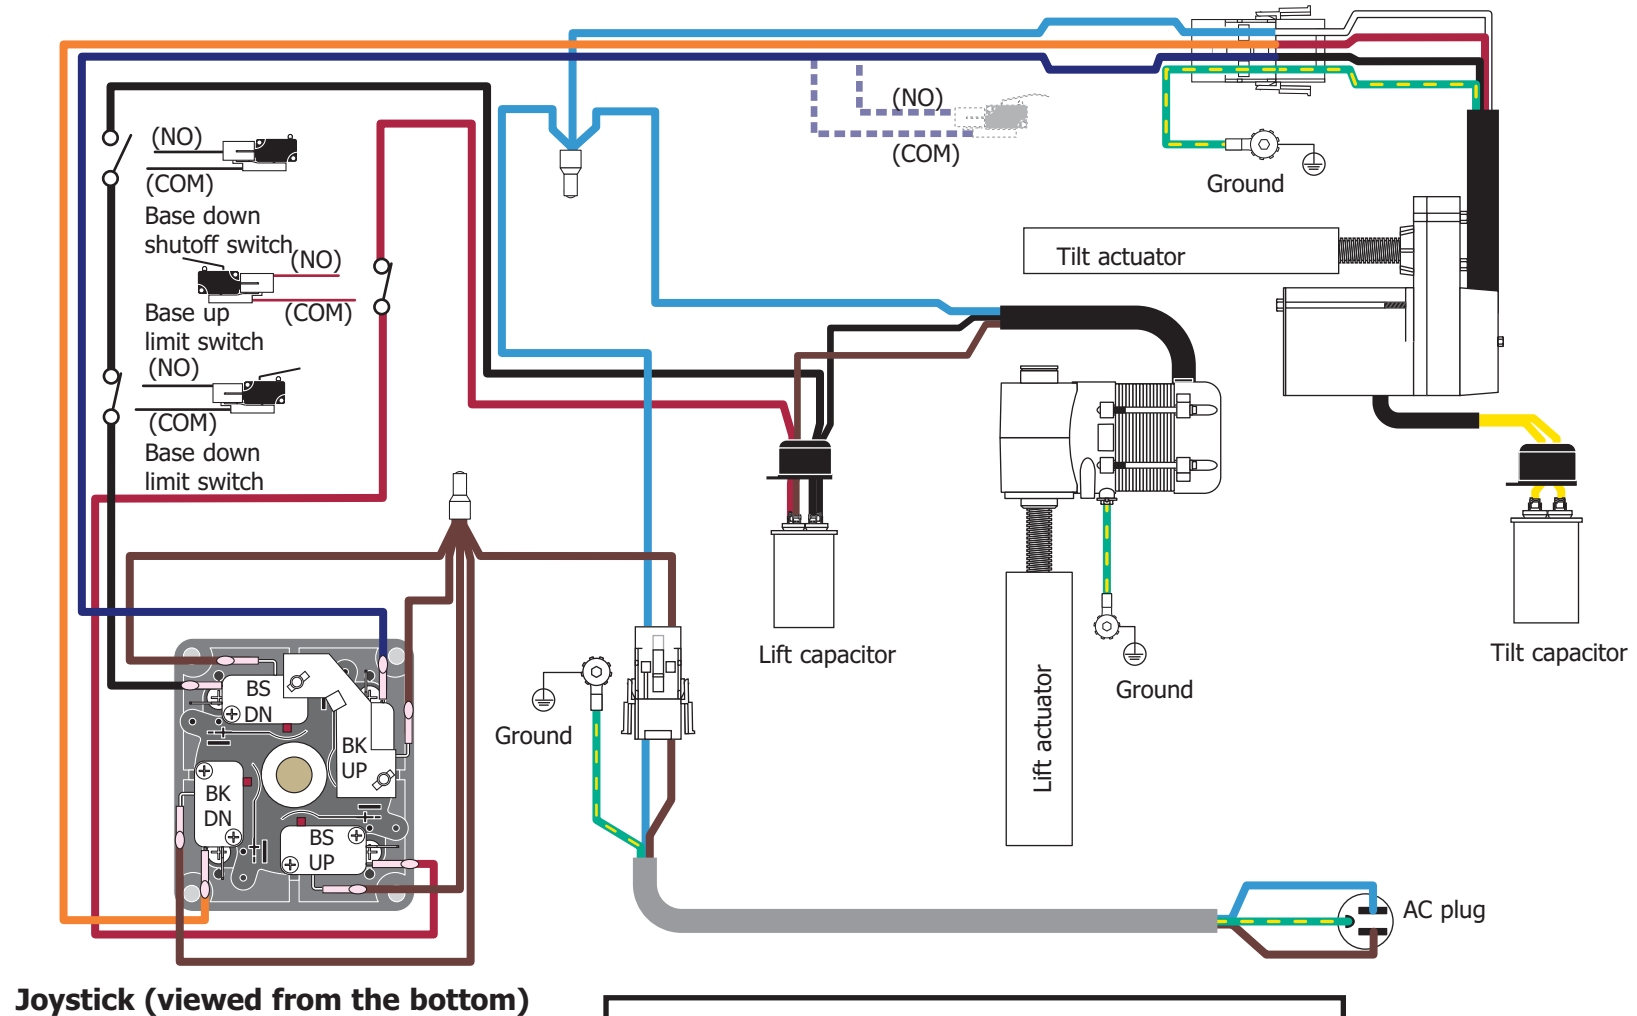 (NO)
(COM)
Base down
shutoff switch
(NO)
(COM)
Base up
limit switch
(NO)
(COM)
Base down
limit switch
(NO)
(COM)
Ground
Tilt actuator
Lift capacitor
Lift actuator
Ground
Tilt capacitor
Ground
BS
DN
BK
UP
BK
DN
BS
UP
AC plug
Joystick (viewed from the bottom)